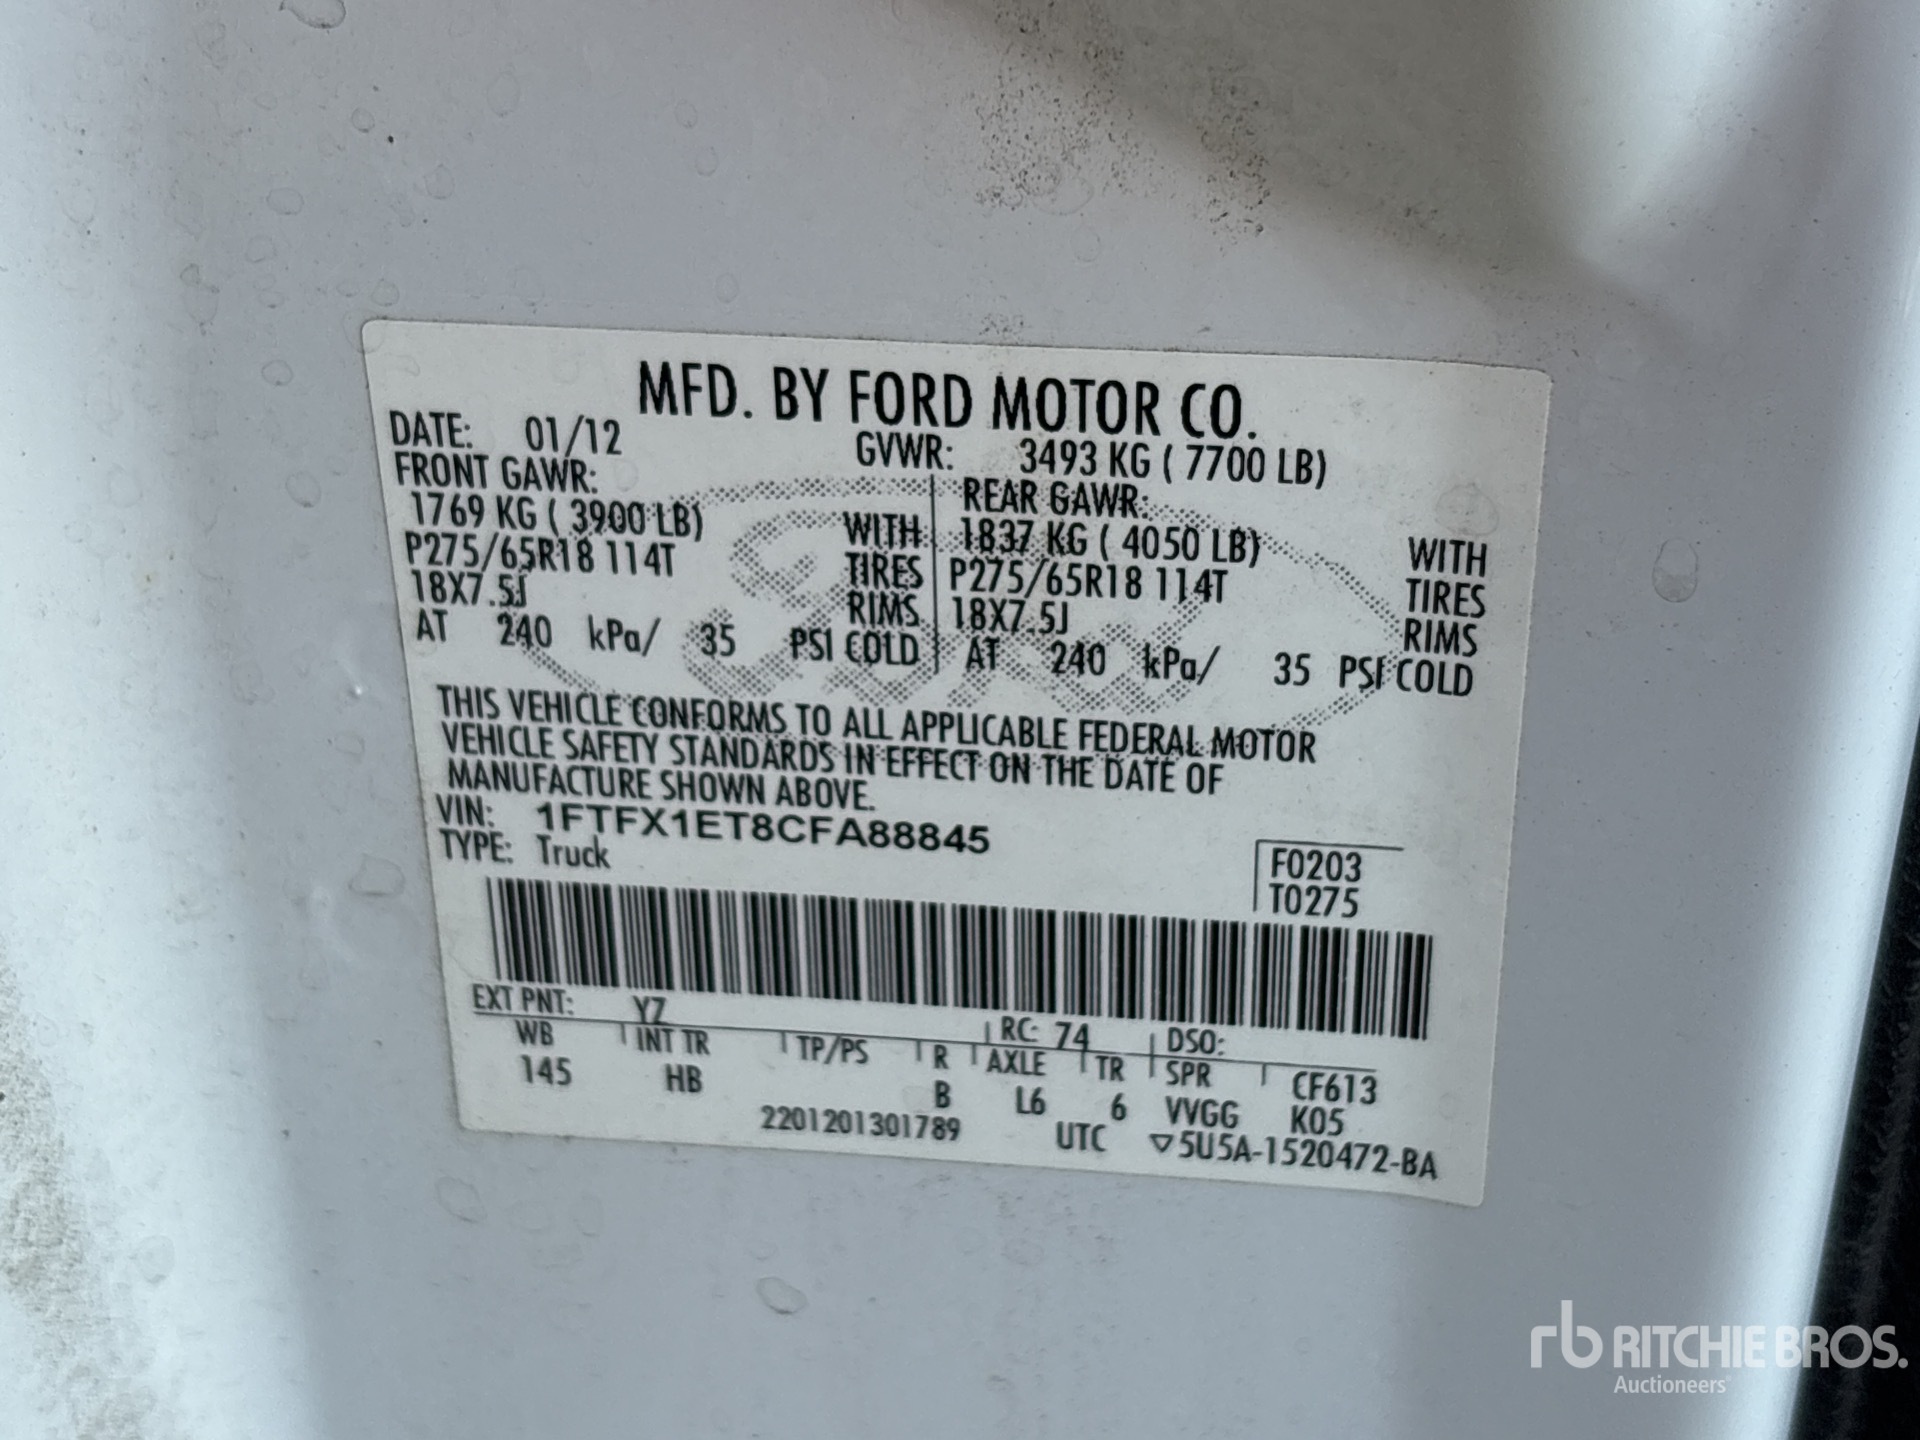 MFD. BY FORD MOTOR CO.
DATE: 01/12 GVWR: 3493 KG ( 7700 LB)
FRONT GAWR: REAR GAWR:
1769 KG ( 3900 LB) WITH 1837 KG ( 4050 LB) WITH
P275/65R18 114T TIRES P275/65R18 114T TIRES
18X7.5J RIMS 18X7.5J RIMS
AT 240 kPa/ 35 PSI COLD AT 240 kPa/ 35 PSI COLD
THIS VEHICLE CONFORMS TO ALL APPLICABLE FEDERAL MOTOR
VEHICLE SAFETY STANDARDS IN EFFECT ON THE DATE OF
MANUFACTURE SHOWN ABOVE.
VIN: 1FTFX1ET8CFA88845
TYPE: Truck
F0203
T0275
EXT PNT: YZ RC: 74 DSO:
WB INT TR TP/PS R AXLE TR SPR CF613
145 HB B L6 6 VVGG K05
2201201301789 UTC ▽5U5A-1520472-BA
rb RITCHIE BROS.
Auctioneers